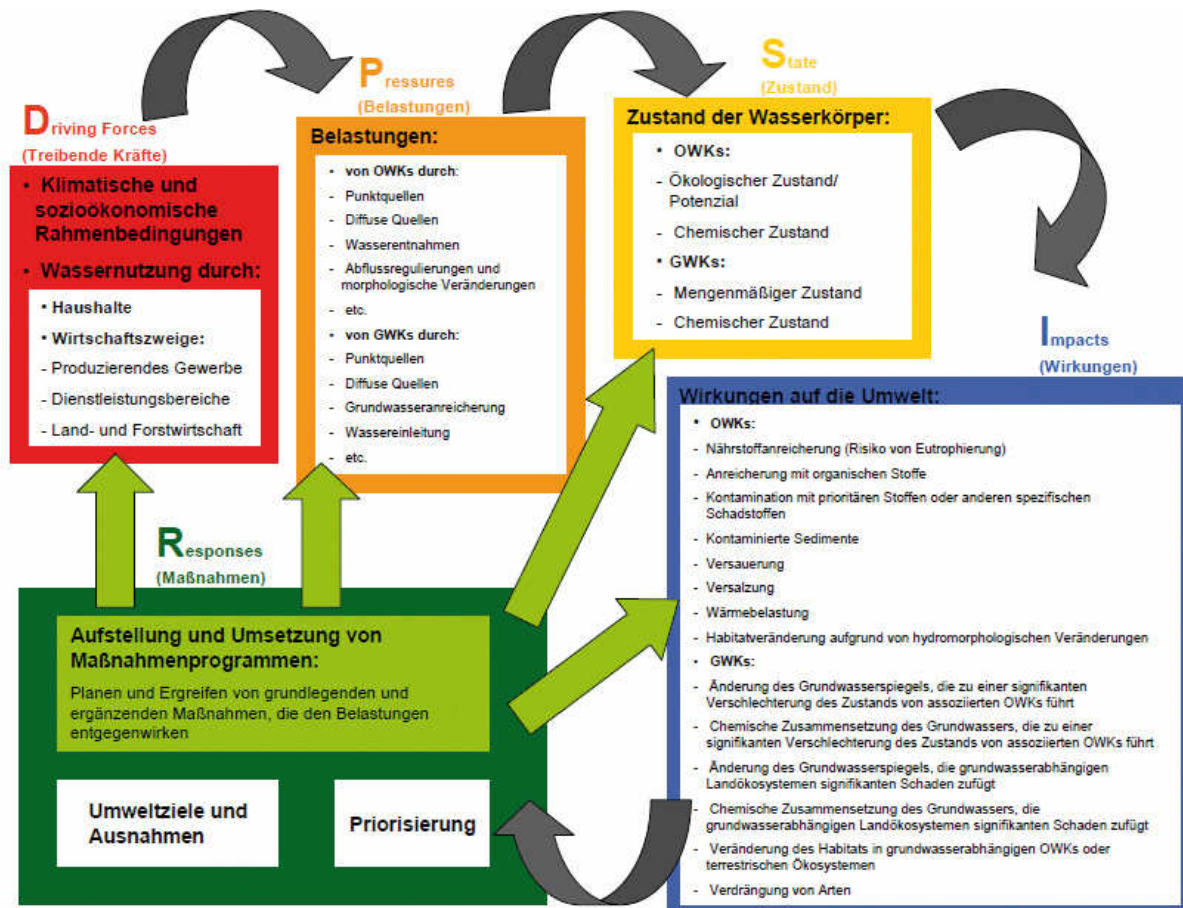 Driving Forces
(Treibende Kräfte)
• Klimatische und
sozioökonomische
Rahmenbedingungen
• Wassernutzung durch:
• Haushalte
• Wirtschaftszweige:
- Produzierendes Gewerbe
- Dienstleistungsbereiche
- Land- und Forstwirtschaft
Pressures
(Belastungen)
Belastungen:
• von OWKs durch:
- Punktquellen
- Diffuse Quellen
- Wasserentnahmen
- Abflussregulierungen und
morphologische Veränderungen
- etc.
• von GWKs durch:
- Punktquellen
- Diffuse Quellen
- Grundwasseranreicherung
- Wassereinleitung
- etc.
State
(Zustand)
Zustand der Wasserkörper:
• OWKs:
- Ökologischer Zustand/
Potenzial
- Chemischer Zustand
• GWKs:
- Mengenmäßiger Zustand
- Chemischer Zustand
Impacts
(Wirkungen)
Wirkungen auf die Umwelt:
• OWKs:
- Nährstoffanreicherung (Risiko von Eutrophierung)
- Anreicherung mit organischen Stoffe
- Kontamination mit prioritären Stoffen oder anderen spezifischen
Schadstoffen
- Kontaminierte Sedimente
- Versauerung
- Versalzung
- Wärmebelastung
- Habitatveränderung aufgrund von hydromorphologischen Veränderungen
• GWKs:
- Änderung des Grundwasserspiegels, die zu einer signifikanten
Verschlechterung des Zustands von assoziierten OWKs führt
- Chemische Zusammensetzung des Grundwassers, die zu einer
signifikanten Verschlechterung des Zustands von assoziierten OWKs führt
- Änderung des Grundwasserspiegels, die grundwasserabhängigen
Landökosystemen signifikanten Schaden zufügt
- Chemische Zusammensetzung des Grundwassers, die
grundwasserabhängigen Landökosystemen signifikanten Schaden zufügt
- Veränderung des Habitats in grundwasserabhängigen OWKs oder
terrestrischen Ökosystemen
- Verdrängung von Arten
Responses
(Maßnahmen)
Aufstellung und Umsetzung von
Maßnahmenprogrammen:
Planen und Ergreifen von grundlegenden und
ergänzenden Maßnahmen, die den Belastungen
entgegenwirken
Umweltziele und
Ausnahmen
Priorisierung